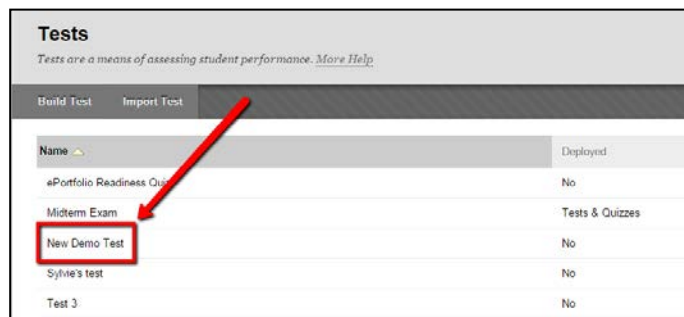 Tests
Tests are a means of assessing student performance. More Help
Build Test Import Test
Name Deployed
ePortfolio Readiness Quiz No
Midterm Exam Tests & Quizzes
New Demo Test No
Sylvie's test No
Test 3 No